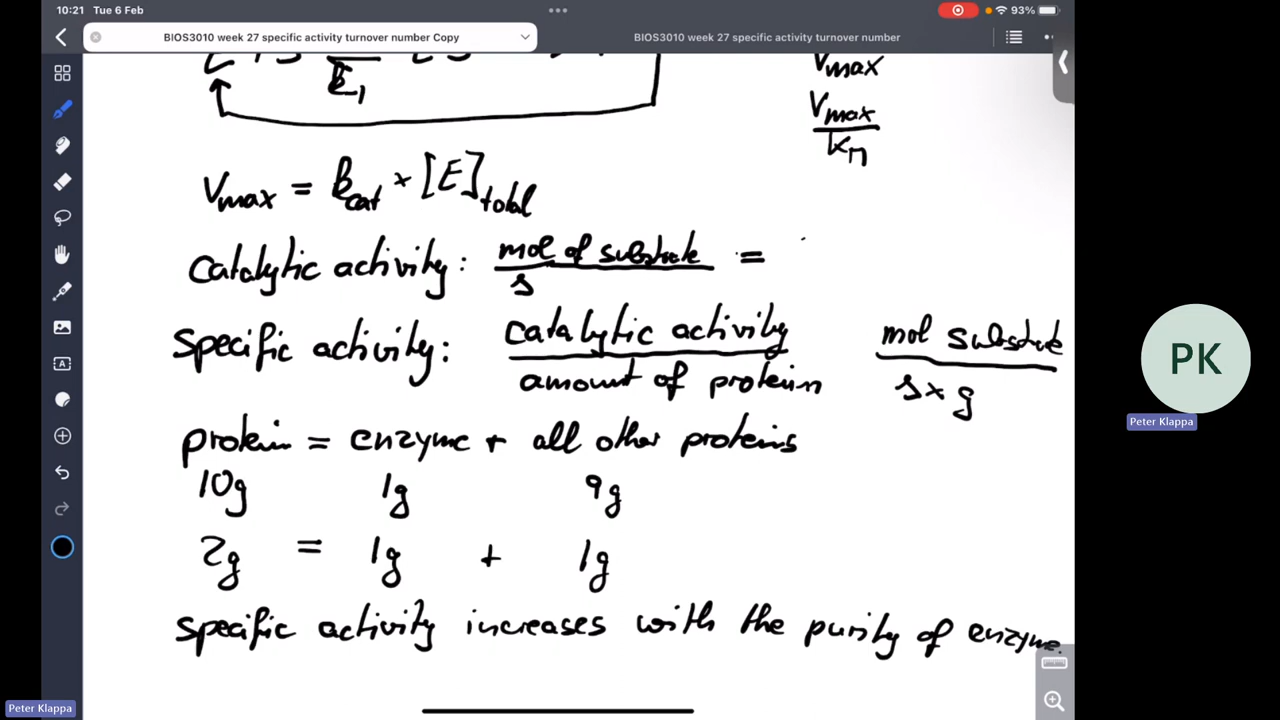 10:21 Tue 6 Feb
93%
BIOS3010 week 27 specific activity turnover number Copy
BIOS3010 week 27 specific activity turnover number
k1
Vmax
Vmax
KM
Vmax = kcat × [E]total
Catalytic activity: mol of substrate =
s
Specific activity: catalytic activity mol substrate
amount of protein s × g
protein = enzyme + all other proteins
10g 1g 9g
2g = 1g + 1g
specific activity increases with the purity of enzyme.
PK
Peter Klappa
Peter Klappa